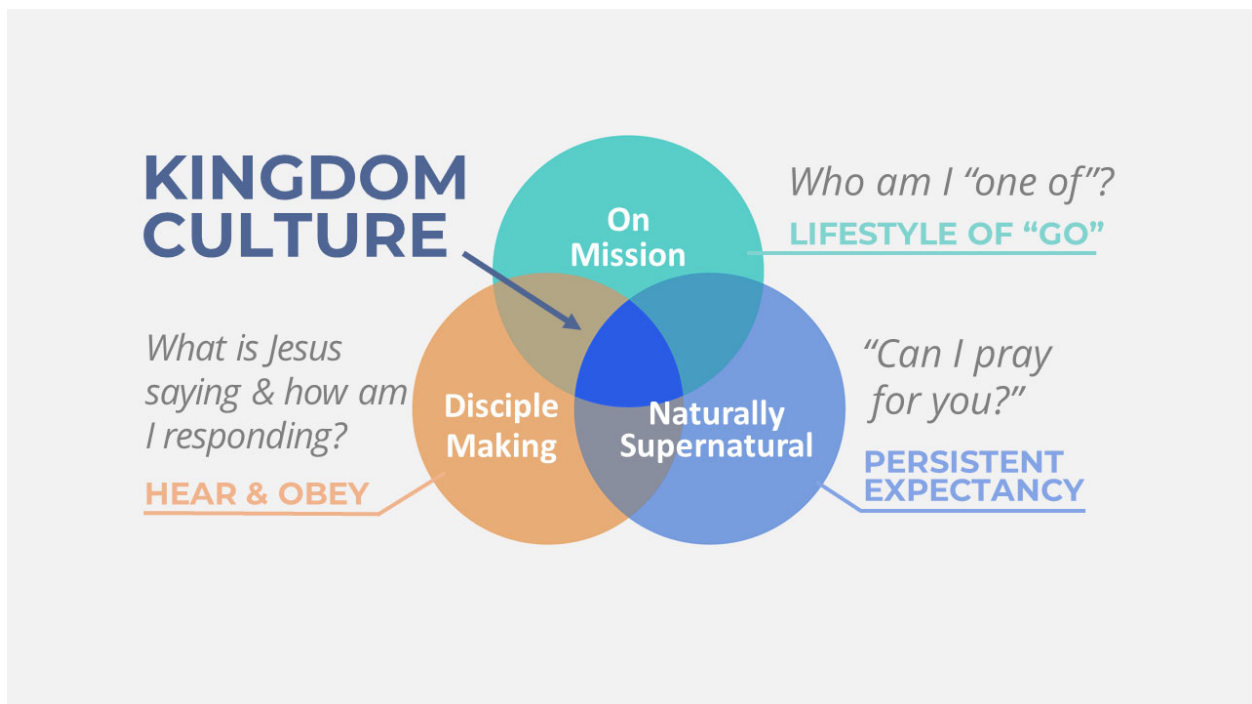 KINGDOM
CULTURE
On
Mission
Who am I “one of”?
LIFESTYLE OF “GO”
What is Jesus
saying & how am
I responding?
HEAR & OBEY
Disciple
Making
Naturally
Supernatural
“Can I pray
for you?”
PERSISTENT
EXPECTANCY